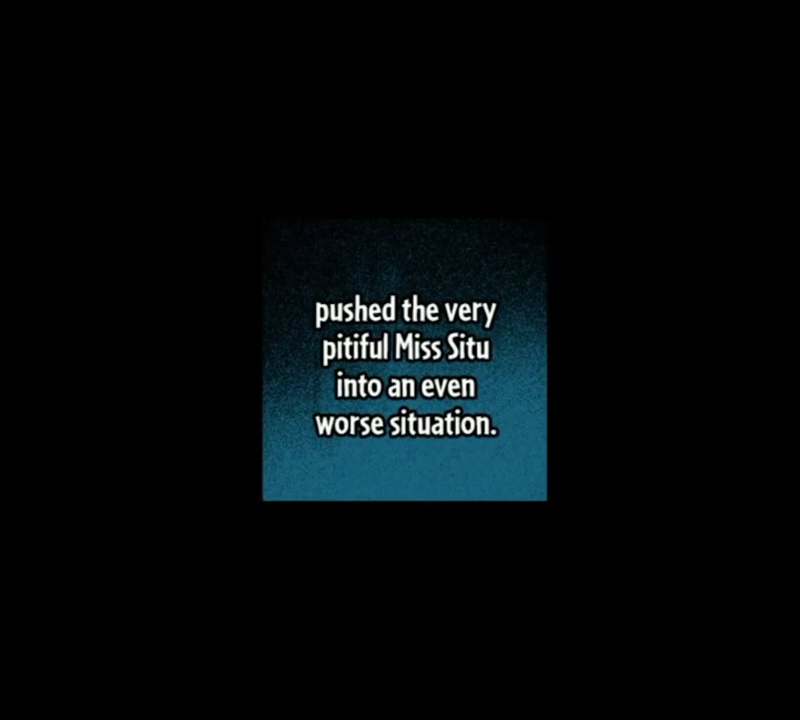 pushed the very
pitiful Miss Situ
into an even
worse situation.